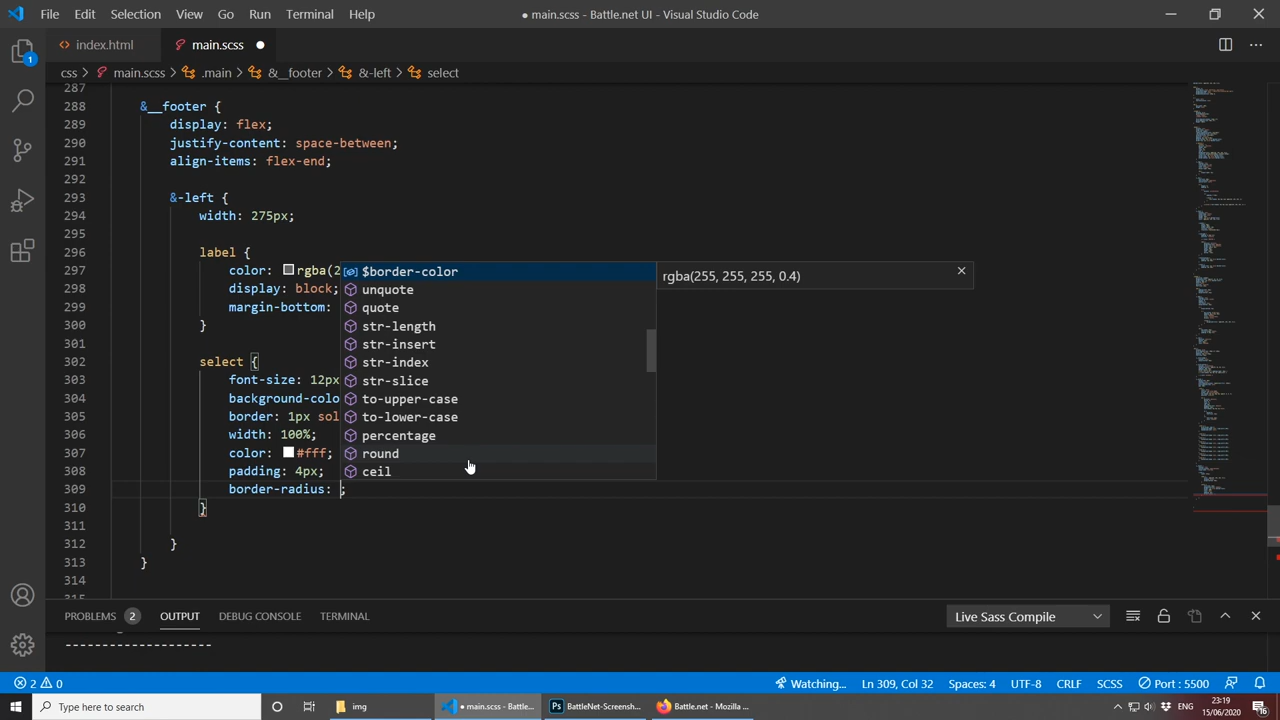 File Edit Selection View Go Run Terminal Help
● main.scss - Battle.net UI - Visual Studio Code
index.html main.scss
css > main.scss > .main > &__footer > &-left > select
287
288 &__footer {
289 display: flex;
290 justify-content: space-between;
291 align-items: flex-end;
292
293 &-left {
294 width: 275px;
295
296 label {
297 color: rgba(2
298 display: block;
299 margin-bottom:
300 }
301
302 select {
303 font-size: 12px
304 background-colo
305 border: 1px sol
306 width: 100%;
307 color: #fff;
308 padding: 4px;
309 border-radius: ;
310 }
311
312 }
313 }
314
315
$border-color
unquote
quote
str-length
str-insert
str-index
str-slice
to-upper-case
to-lower-case
percentage
round
ceil
rgba(255, 255, 255, 0.4)
1
PROBLEMS 2 OUTPUT DEBUG CONSOLE TERMINAL
Live Sass Compile
--------------------
2 0
Watching... Ln 309, Col 32 Spaces: 4 UTF-8 CRLF SCSS Port : 5500
Type here to search
img
● main.scss - Battle...
BattleNet-Screensh...
Battle.net - Mozilla ...
ENG
23:19
15/06/2020
16